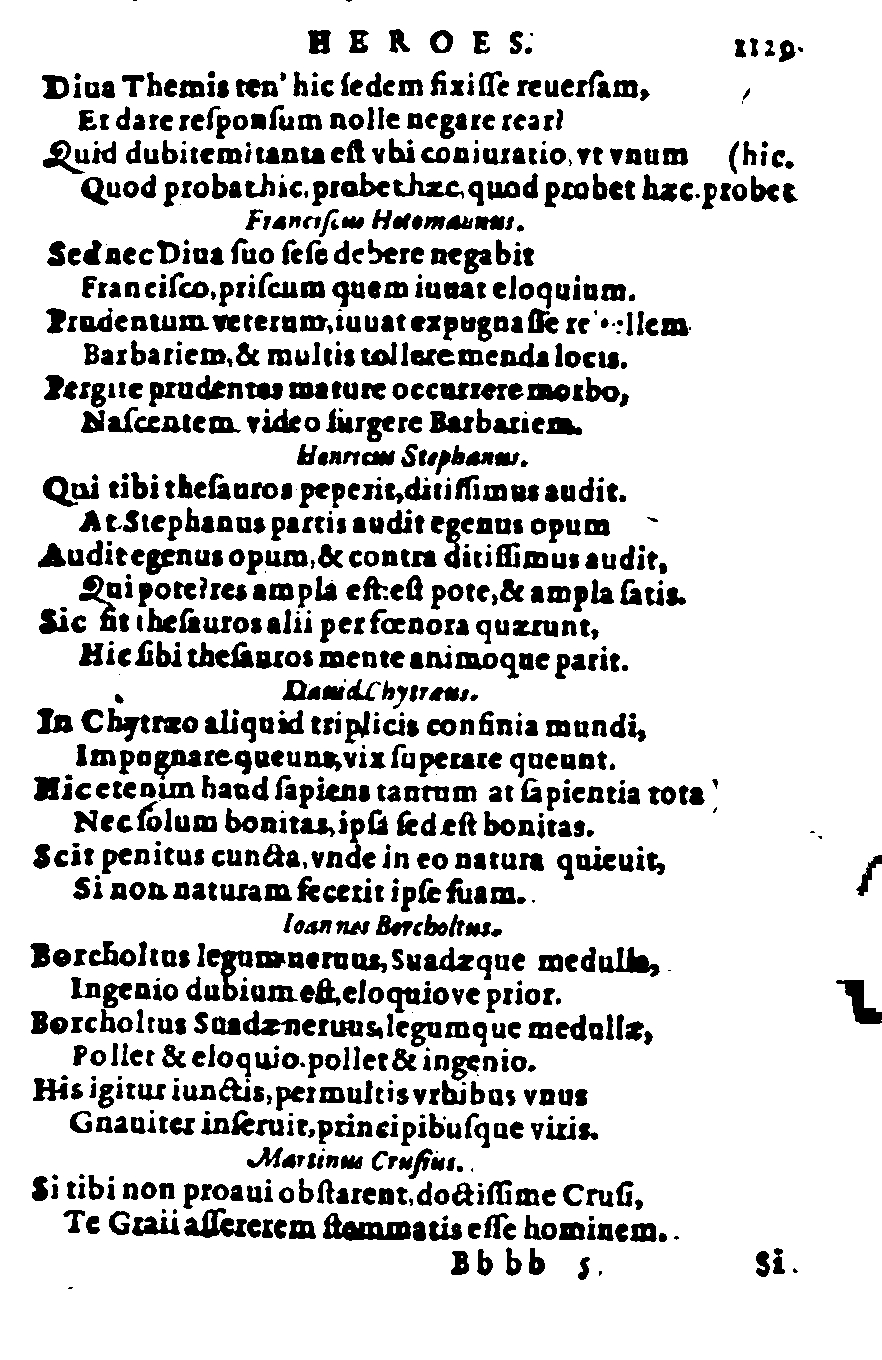 HEROES. 1129.
Diua Themis ten' hic ſedem fixiſſe reuerſam,
Et dare reſponſum nolle negare rear?
Quid dubitem? tanta eſt vbi coniuratio, vt vnum (hic.
Quod probat hic, probet hæc, quod probet hæc, probet
Franciſcus Hotomannus.
Sed nec Diua ſuo ſeſe debere negabit
Franciſco, priſcum quem iuuat eloquium.
Prudentum veterum, iuuat expugnaſſe rebellem
Barbariem, & multis tollere menda locis.
Pergite prudentes mature occurrere morbo,
Naſcentem video ſurgere Barbariem.
Henricus Stephanus.
Qui tibi theſauros peperit, ditiſſimus audit.
At Stephanus partis audit egenus opum
Audit egenus opum, & contra ditiſſimus audit,
Qui pote? res ampla eſt: eſt pote, & ampla ſatis.
Sic fit theſauros alii per fœnora quærunt,
Hic ſibi theſauros mente animoque parit.
Dauid Chytræus.
In Chytræo aliquid triplicis confinia mundi,
Impugnare queunt, vix ſuperare queunt.
Hic etenim haud ſapiens tantum at ſapientia tota
Nec ſolum bonitas, ipſa ſed eſt bonitas.
Scit penitus cuncta, vnde in eo natura quieuit,
Si non naturam fecerit ipſe ſuam.
Ioannes Borcholtus.
Borcholtus legum neruus, Suadæque medulla,
Ingenio dubium eſt, eloquiove prior.
Borcholtus Suadæ neruus, legumque medullæ,
Pollet & eloquio. pollet & ingenio.
His igitur iunctis, permultis vrbibus vnus
Gnauiter inſeruit, principibuſque viris.
Martinus Cruſius.
Si tibi non proaui obſtarent, doctiſſime Cruſi,
Te Graii aſſererem ſtemmatis eſſe hominem.
Bbbb 5. Si.